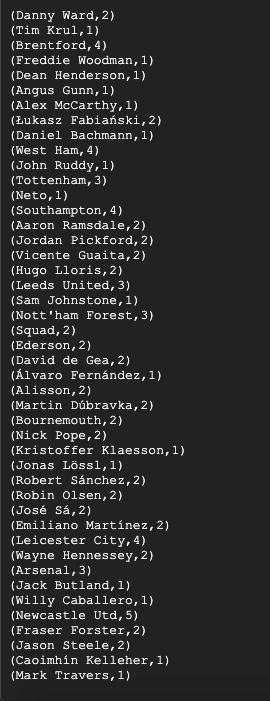 (Danny Ward,2)
(Tim Krul,1)
(Brentford,4)
(Freddie Woodman,1)
(Dean Henderson,1)
(Angus Gunn,1)
(Alex McCarthy,1)
(Łukasz Fabiański,2)
(Daniel Bachmann,1)
(West Ham,4)
(John Ruddy,1)
(Tottenham,3)
(Neto,1)
(Southampton,4)
(Aaron Ramsdale,2)
(Jordan Pickford,2)
(Vicente Guaita,2)
(Hugo Lloris,2)
(Leeds United,3)
(Sam Johnstone,1)
(Nott'ham Forest,3)
(Squad,2)
(Ederson,2)
(David de Gea,2)
(Álvaro Fernández,1)
(Alisson,2)
(Martin Dúbravka,2)
(Bournemouth,2)
(Nick Pope,2)
(Kristoffer Klaesson,1)
(Jonas Lössl,1)
(Robert Sánchez,2)
(Robin Olsen,2)
(José Sá,2)
(Emiliano Martínez,2)
(Leicester City,4)
(Wayne Hennessey,2)
(Arsenal,3)
(Jack Butland,1)
(Willy Caballero,1)
(Newcastle Utd,5)
(Fraser Forster,2)
(Jason Steele,2)
(Caoimhín Kelleher,1)
(Mark Travers,1)